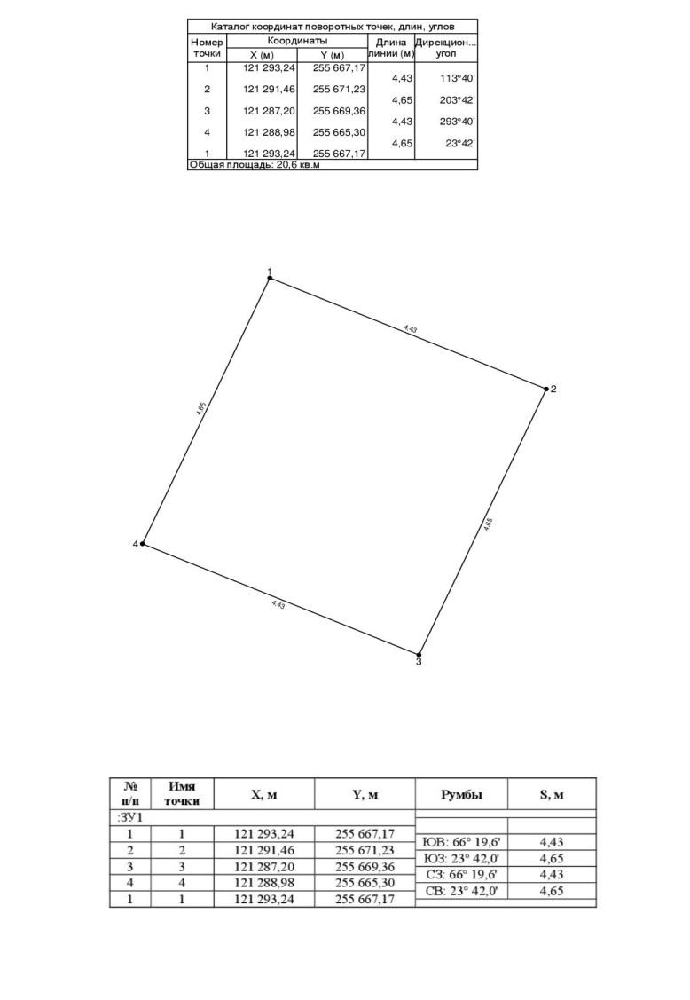 Каталог координат поворотных точек, длин, углов
Номер точки Координаты Длина линии (м) Дирекцион... угол
X (м) Y (м)
1 121 293,24 255 667,17
4,43 113°40'
2 121 291,46 255 671,23
4,65 203°42'
3 121 287,20 255 669,36
4,43 293°40'
4 121 288,98 255 665,30
4,65 23°42'
1 121 293,24 255 667,17
Общая площадь: 20,6 кв.м
1
4,43
2
4,65
4,65
4
4,43
3
№ п/п Имя точки X, м Y, м Румбы S, м
:ЗУ1
1 1 121 293,24 255 667,17
ЮВ: 66° 19,6' 4,43
2 2 121 291,46 255 671,23
ЮЗ: 23° 42,0' 4,65
3 3 121 287,20 255 669,36
СЗ: 66° 19,6' 4,43
4 4 121 288,98 255 665,30
СВ: 23° 42,0' 4,65
1 1 121 293,24 255 667,17